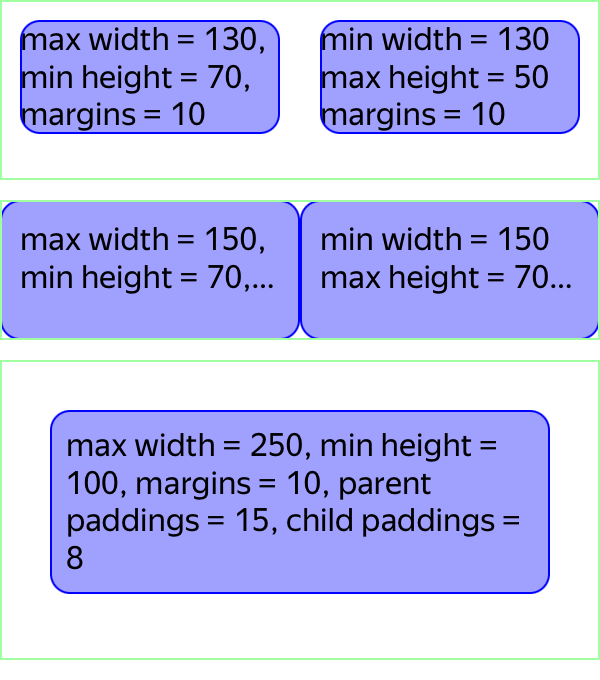 max width = 130,
min height = 70,
margins = 10
min width = 130
max height = 50
margins = 10
max width = 150,
min height = 70,...
min width = 150
max height = 70...
max width = 250, min height =
100, margins = 10, parent
paddings = 15, child paddings =
8